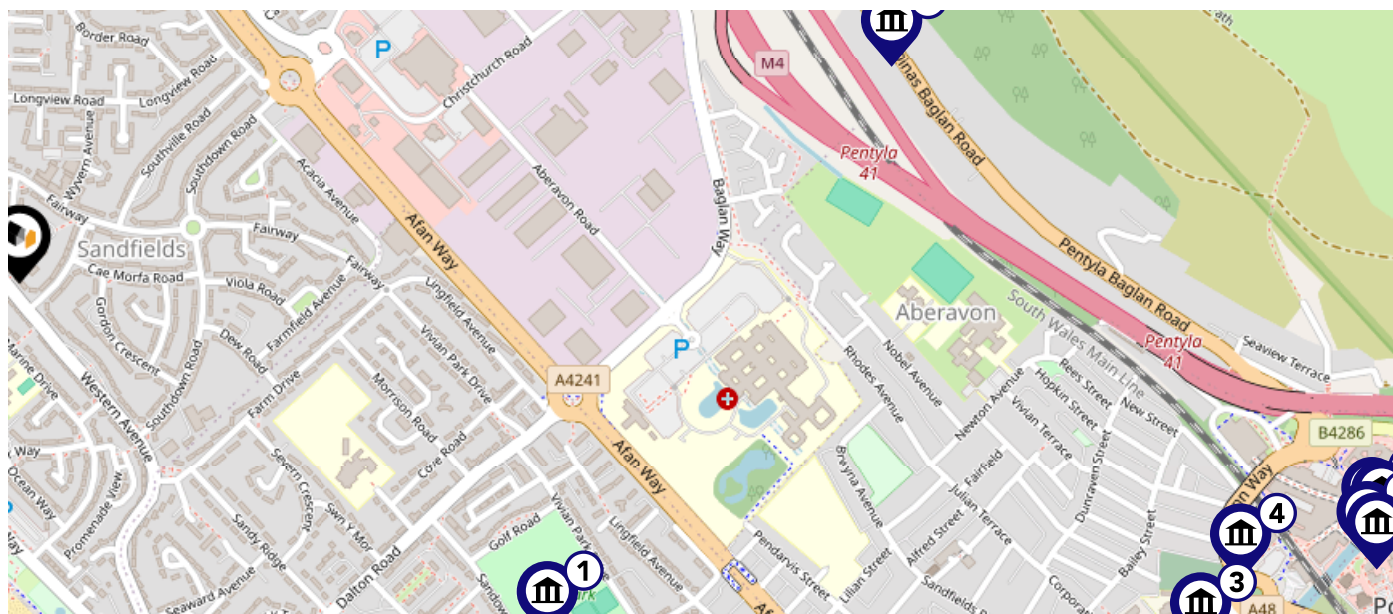 Border Road
Longview Road
Longview Road
Wyvern Avenue
Southville Road
Southdown Road
Fairway
Sandfields
Cae Morfa Road
Gordon Crescent
Viola Road
Fairway
Fairway
Acacia Avenue
Farmfield Avenue
Dew Road
Southdown Road
Farm Drive
Marine Drive
Western Avenue
Way
Ocean Way
Promenade View
Severn Crescent
Sandy Ridge
Swn Y Mor
Seaward Avenue
Dalton Road
Morrison Road
Vivian Park Drive
Lingfield Avenue
Golf Road
Vivian Park
Lingfield Avenue
1
P
Christchurch Road
Aberavon Road
Afan Way
A4241
Afan Way
Baglan Way
P
M4
Pentyla
41
Pentyla Baglan Road
Baglan Road
Aberavon
South Wales Main Line
Pentyla
41
Seaview Terrace
Rhodes Avenue
Nobel Avenue
Newton Avenue
Rees Street
Hopkin Street
New Street
Vivian Terrace
Fairfield
Duncraven Street
Julian Terrace
Brwyna Avenue
Alfred Street
Bailey Street
Pendarvis Street
Lilian Street
B4286
4
3
A48